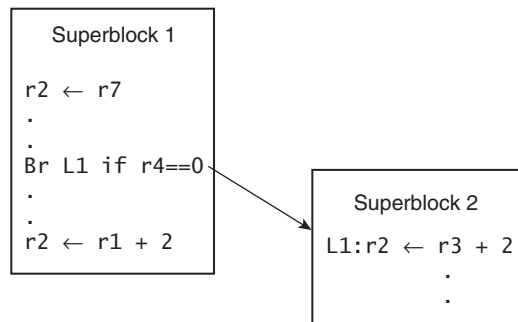 Superblock 1
r2 ← r7
.
.
Br L1 if r4==0
.
.
r2 ← r1 + 2
Superblock 2
L1:r2 ← r3 + 2
.
.